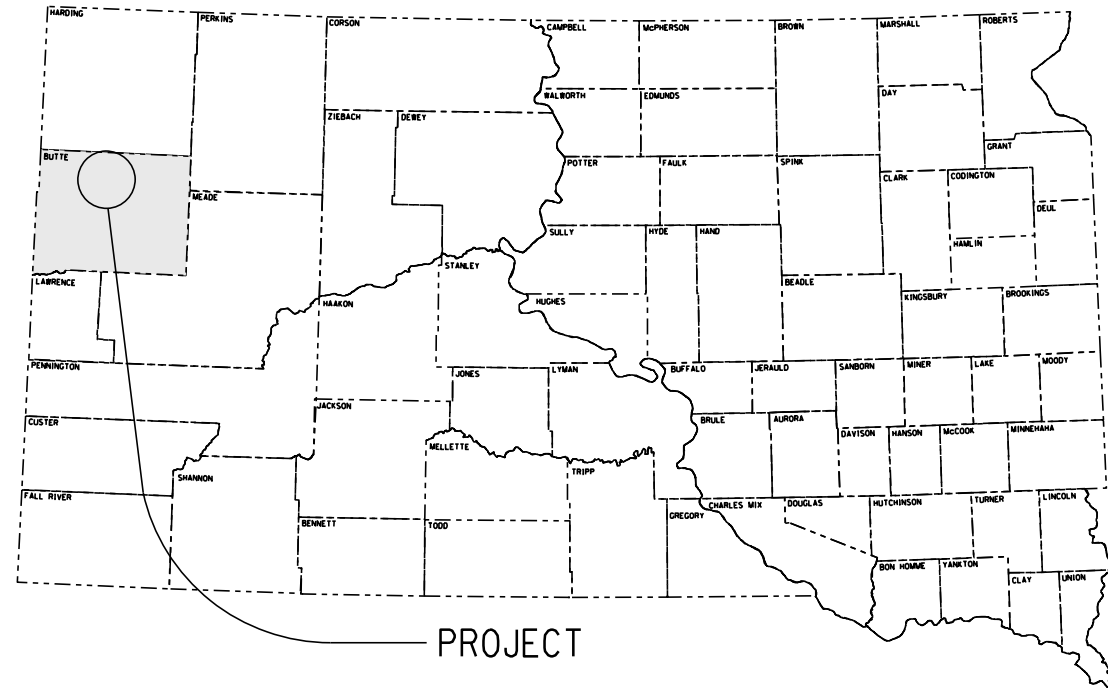 HARDING
PERKINS
CORSON
CAMPBELL
McPHERSON
BROWN
MARSHALL
ROBERTS
WALWORTH
EDMUNDS
DAY
ZIEBACH
DEWEY
GRANT
BUTTE
POTTER
FAULK
SPINK
CLARK
CODINGTON
MEADE
DEUL
SULLY
HYDE
HAND
HAMLIN
STANLEY
LAWRENCE
BEADLE
HAAKON
HUGHES
KINGSBURY
BROOKINGS
PENNINGTON
JONES
LYMAN
BUFFALO
JERAULD
SANBORN
MINER
LAKE
MOODY
JACKSON
CUSTER
BRULE
AURORA
DAVISON
HANSON
McCOOK
MINNEHAHA
MELLETTE
SHANNON
TRIPP
FALL RIVER
GREGORY
CHARLES MIX
DOUGLAS
HUTCHINSON
TURNER
LINCOLN
BENNETT
TODD
BON HOMME
YANKTON
CLAY
UNION
PROJECT